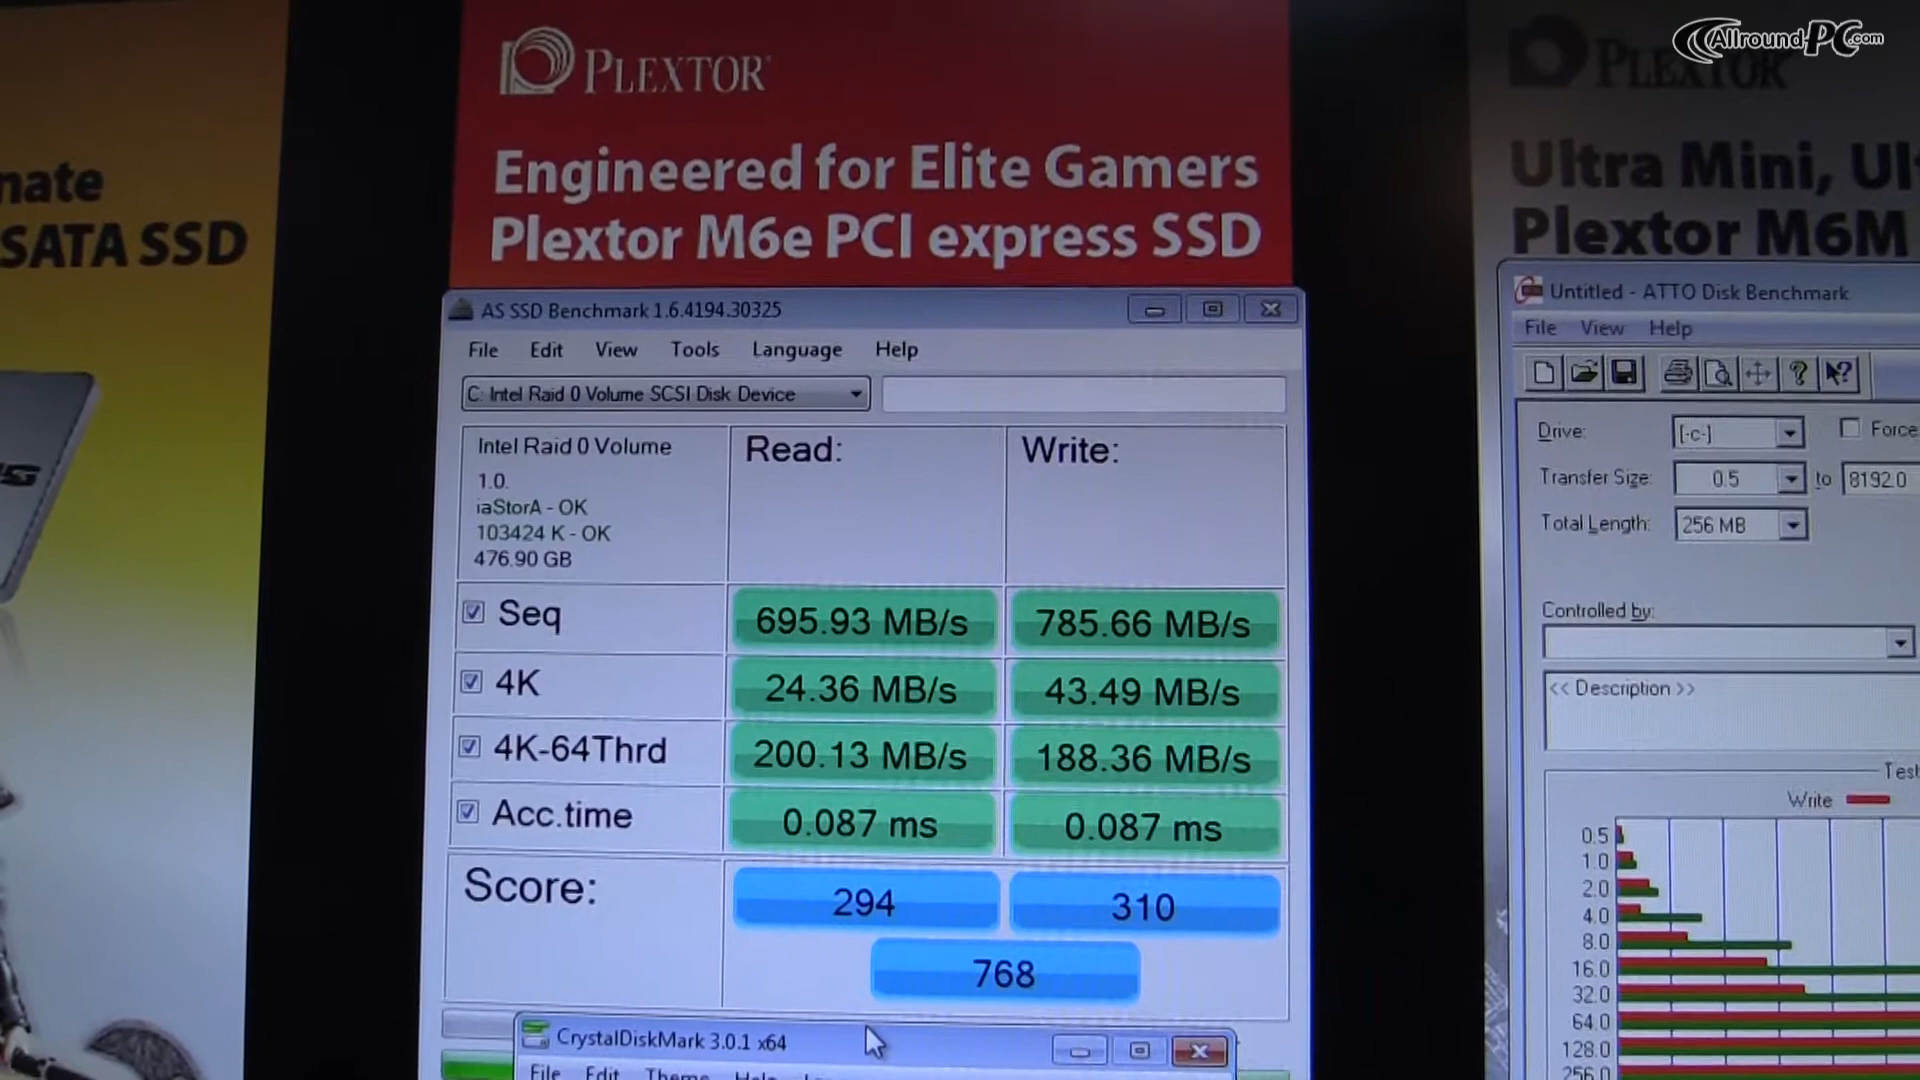 AllroundPC.com
PLEXTOR
PLEXTOR
Engineered for Elite Gamers
Plextor M6e PCI express SSD
nate
SATA SSD
Ultra Mini, Ul
Plextor M6M
AS SSD Benchmark 1.6.4194.30325
File Edit View Tools Language Help
C: Intel Raid 0 Volume SCSI Disk Device
Intel Raid 0 Volume
1.0.
iaStorA - OK
103424 K - OK
476.90 GB
Read: Write:
Seq 695.93 MB/s 785.66 MB/s
4K 24.36 MB/s 43.49 MB/s
4K-64Thrd 200.13 MB/s 188.36 MB/s
Acc.time 0.087 ms 0.087 ms
Score: 294 310
768
CrystalDiskMark 3.0.1 x64
File Edit Theme Help
Untitled - ATTO Disk Benchmark
File View Help
Drive: [-c-] Force
Transfer Size: 0.5 to 8192.0
Total Length: 256 MB
Controlled by:
<< Description >>
Test
Write
0.5
1.0
2.0
4.0
8.0
16.0
32.0
64.0
128.0
256.0